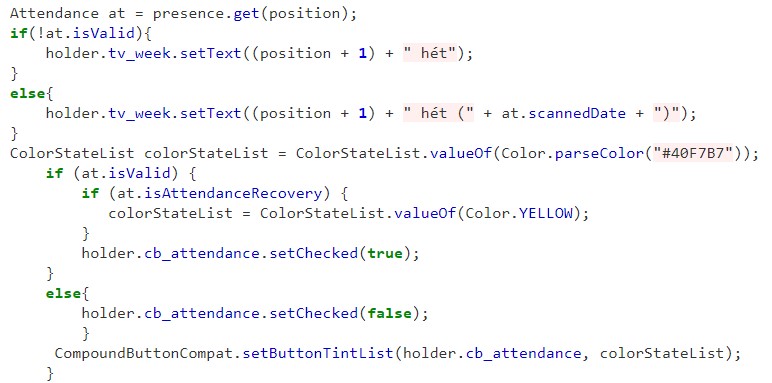 Attendance at = presence.get(position);
if(!at.isValid){
    holder.tv_week.setText((position + 1) + " hét");
}
else{
    holder.tv_week.setText((position + 1) + " hét (" + at.scannedDate + ")");
}
ColorStateList colorStateList = ColorStateList.valueOf(Color.parseColor("#40F7B7"));
    if (at.isValid) {
        if (at.isAttendanceRecovery) {
           colorStateList = ColorStateList.valueOf(Color.YELLOW);
        }
        holder.cb_attendance.setChecked(true);
    }
    else{
        holder.cb_attendance.setChecked(false);
        }
     CompoundButtonCompat.setButtonTintList(holder.cb_attendance, colorStateList);
    }